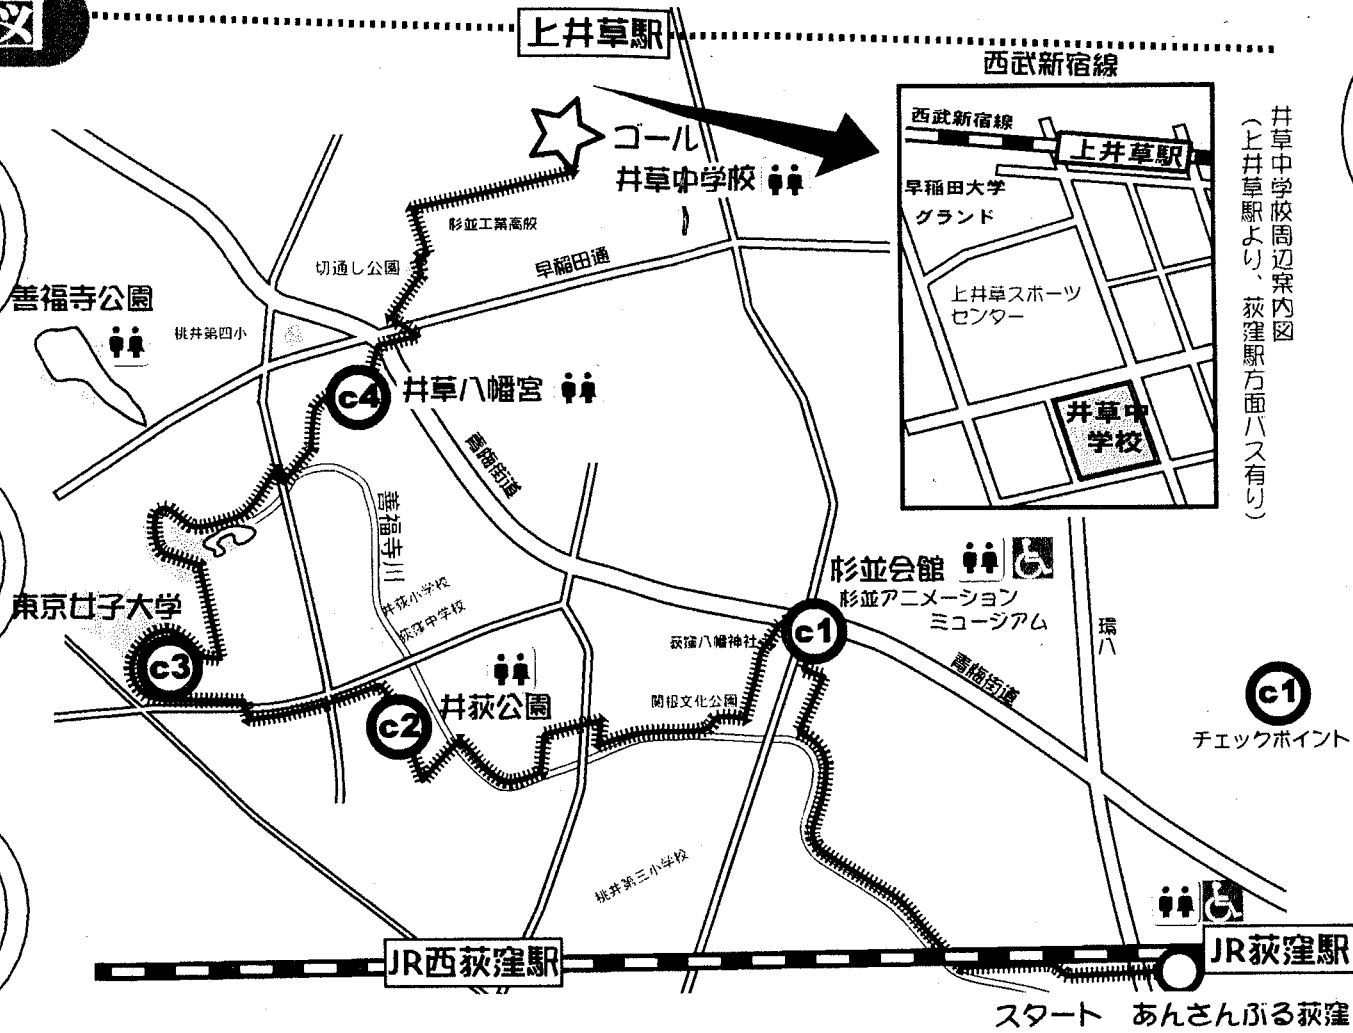 図
上井草駅
西武新宿線
ゴール
井草中学校
杉並工業高校
切通し公園
早稲田通
善福寺公園
桃井第四小
c4
井草八幡宮
青梅街道
善福寺川
井荻小学校
荻窪中学校
東京女子大学
c3
c2
井荻公園
杉並会館
杉並アニメーション
ミュージアム
c1
荻窪八幡神社
関根文化公園
青梅街道
環八
c1
チェックポイント
桃井第三小学校
JR西荻窪駅
JR荻窪駅
スタート あんさんぶる荻窪
西武新宿線
上井草駅
早稲田大学
グランド
上井草スポーツ
センター
井草中
学校
井草中学校周辺案内図
(上井草駅より、荻窪駅方面バス有り)